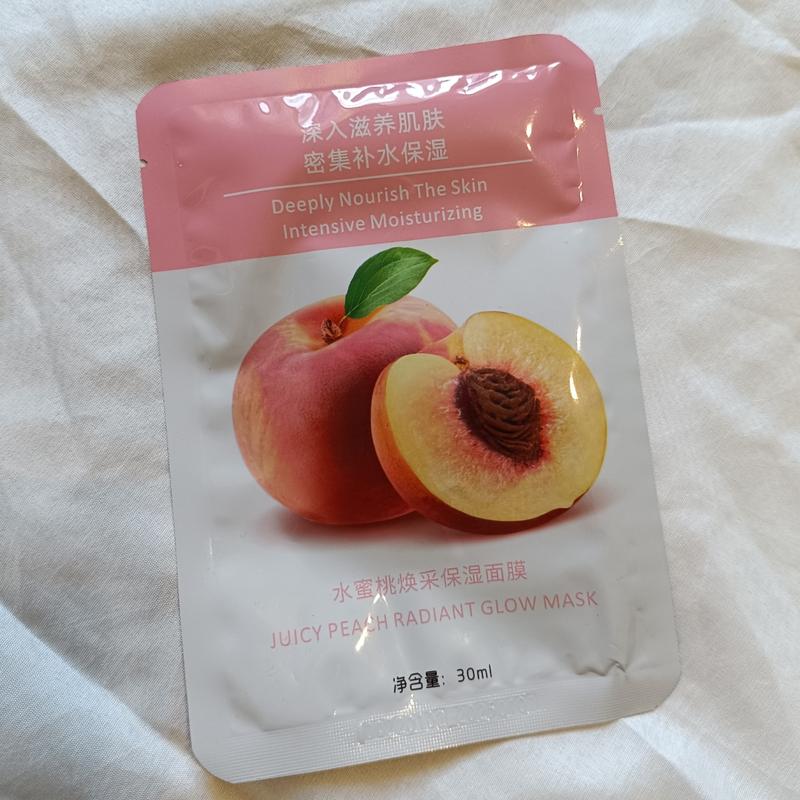 深入滋养肌肤
密集补水保湿
Deeply Nourish The Skin
Intensive Moisturizing
水蜜桃焕采保湿面膜
JUICY PEACH RADIANT GLOW MASK
净含量：30ml